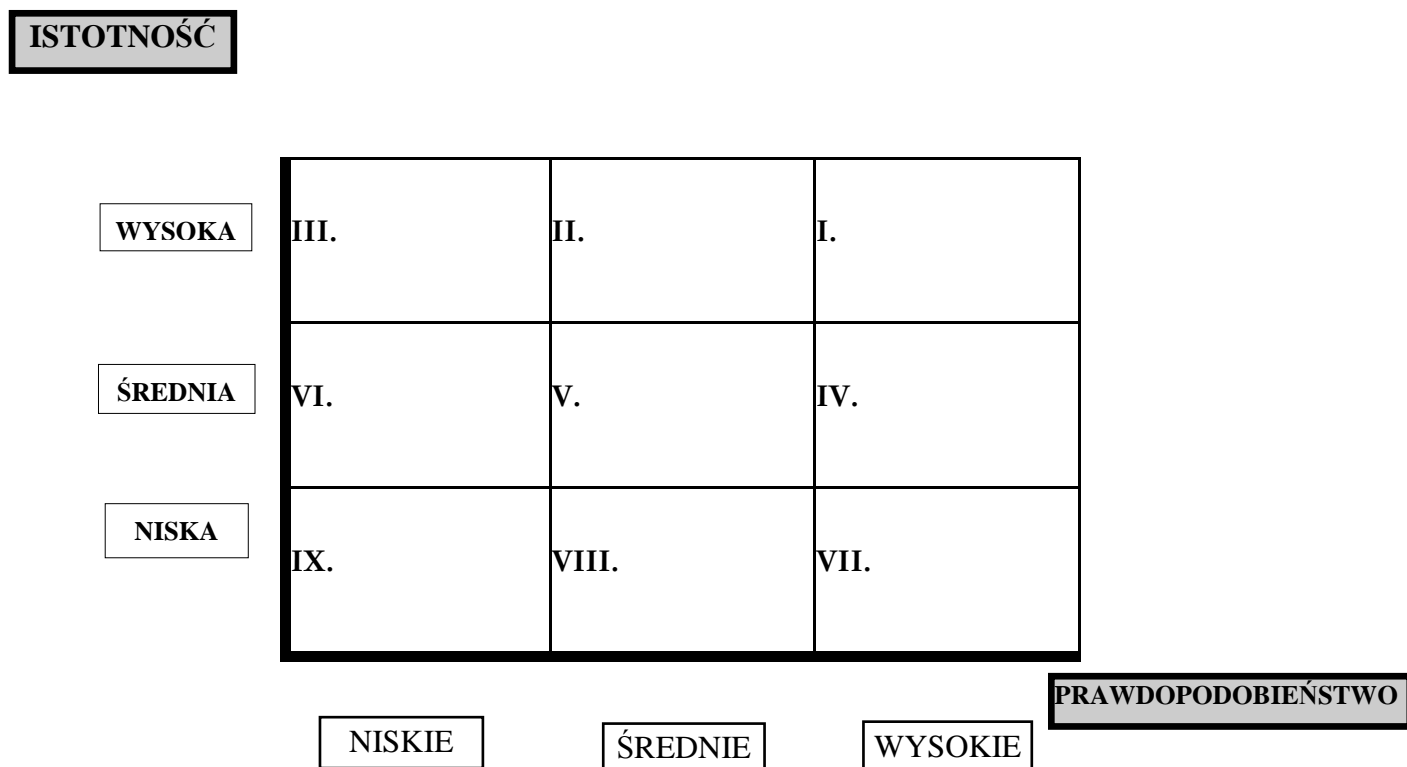 ISTOTNOŚĆ
WYSOKA III. II. I.
ŚREDNIA VI. V. IV.
NISKA IX. VIII. VII.
PRAWDOPODOBIEŃSTWO
NISKIE ŚREDNIE WYSOKIE